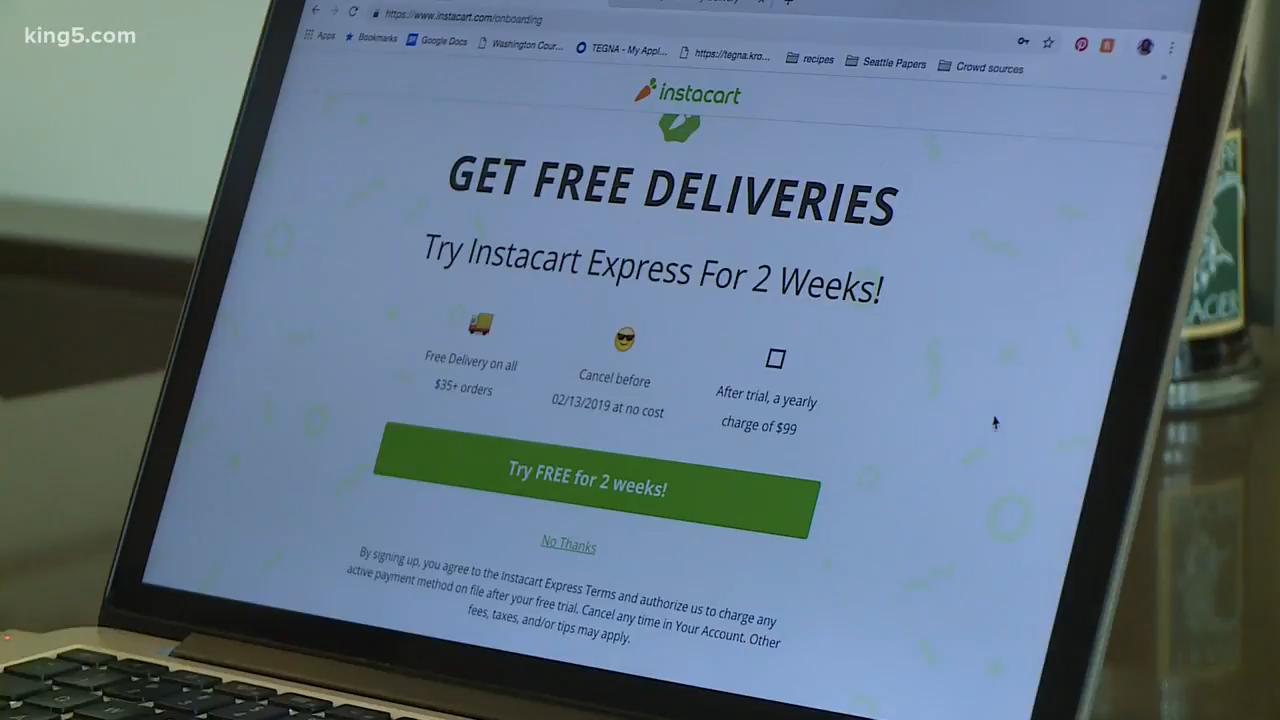 king5.com
https://www.instacart.com/onboarding
Apps Bookmarks Google Docs Washington Cour... TEGNA - My Appl... https://tegna.kro... recipes Seattle Papers Crowd sources
instacart
GET FREE DELIVERIES
Try Instacart Express For 2 Weeks!
Free Delivery on all
$35+ orders
Cancel before
02/13/2019 at no cost
After trial, a yearly
charge of $99
Try FREE for 2 weeks!
No Thanks
By signing up, you agree to the Instacart Express Terms and authorize us to charge any
active payment method on file after your free trial. Cancel any time in Your Account. Other
fees, taxes, and/or tips may apply.